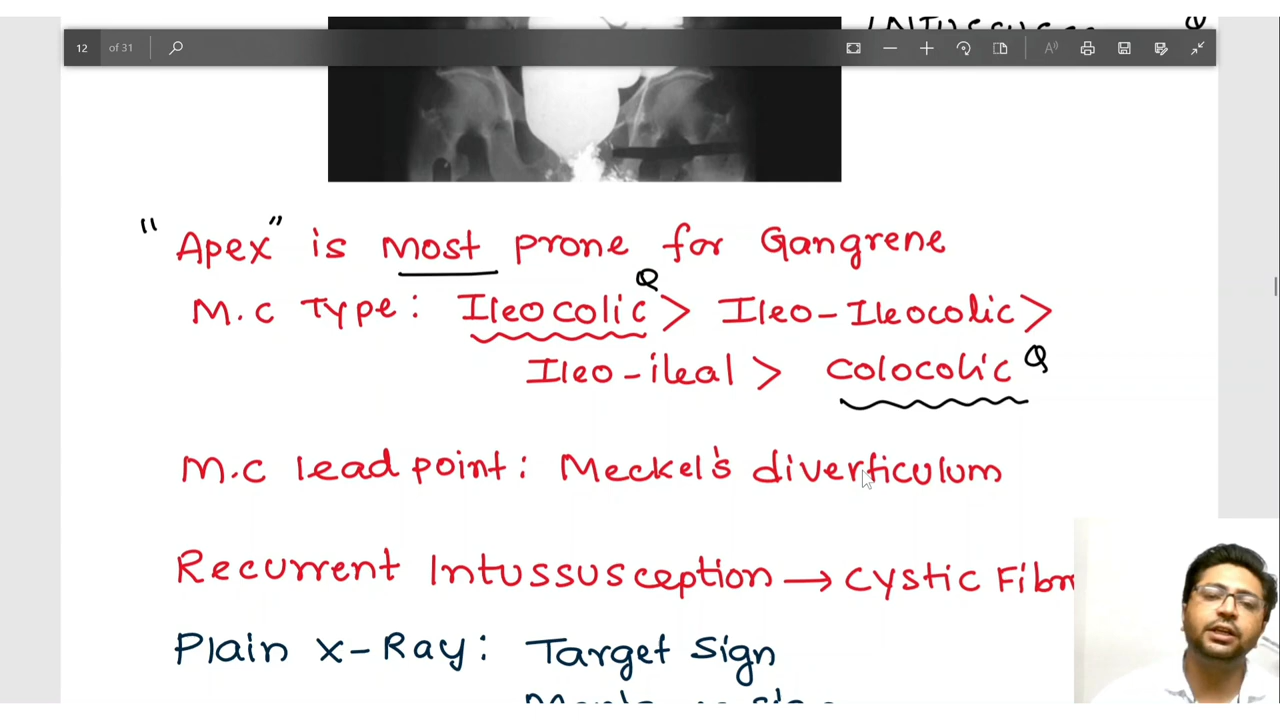 12 of 31
"Apex" is most prone for Gangrene
M.C Type: Ileocolic Q > Ileo-Ileocolic >
Ileo-ileal > Colocolic Q
M.C lead point: Meckel's diverticulum
Recurrent Intussusception → Cystic
Plain X-Ray: Target Sign